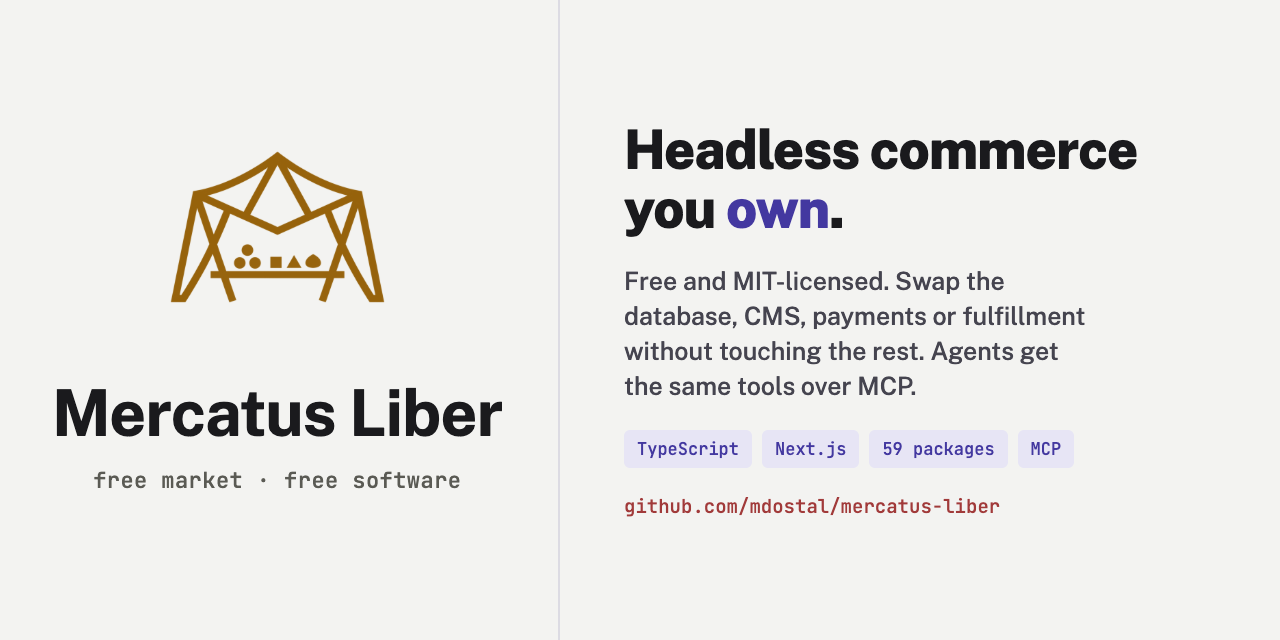 Mercatus Liber
free market · free software
Headless commerce
you own.
Free and MIT-licensed. Swap the
database, CMS, payments or fulfillment
without touching the rest. Agents get
the same tools over MCP.
TypeScript Next.js 59 packages MCP
github.com/mdostal/mercatus-liber